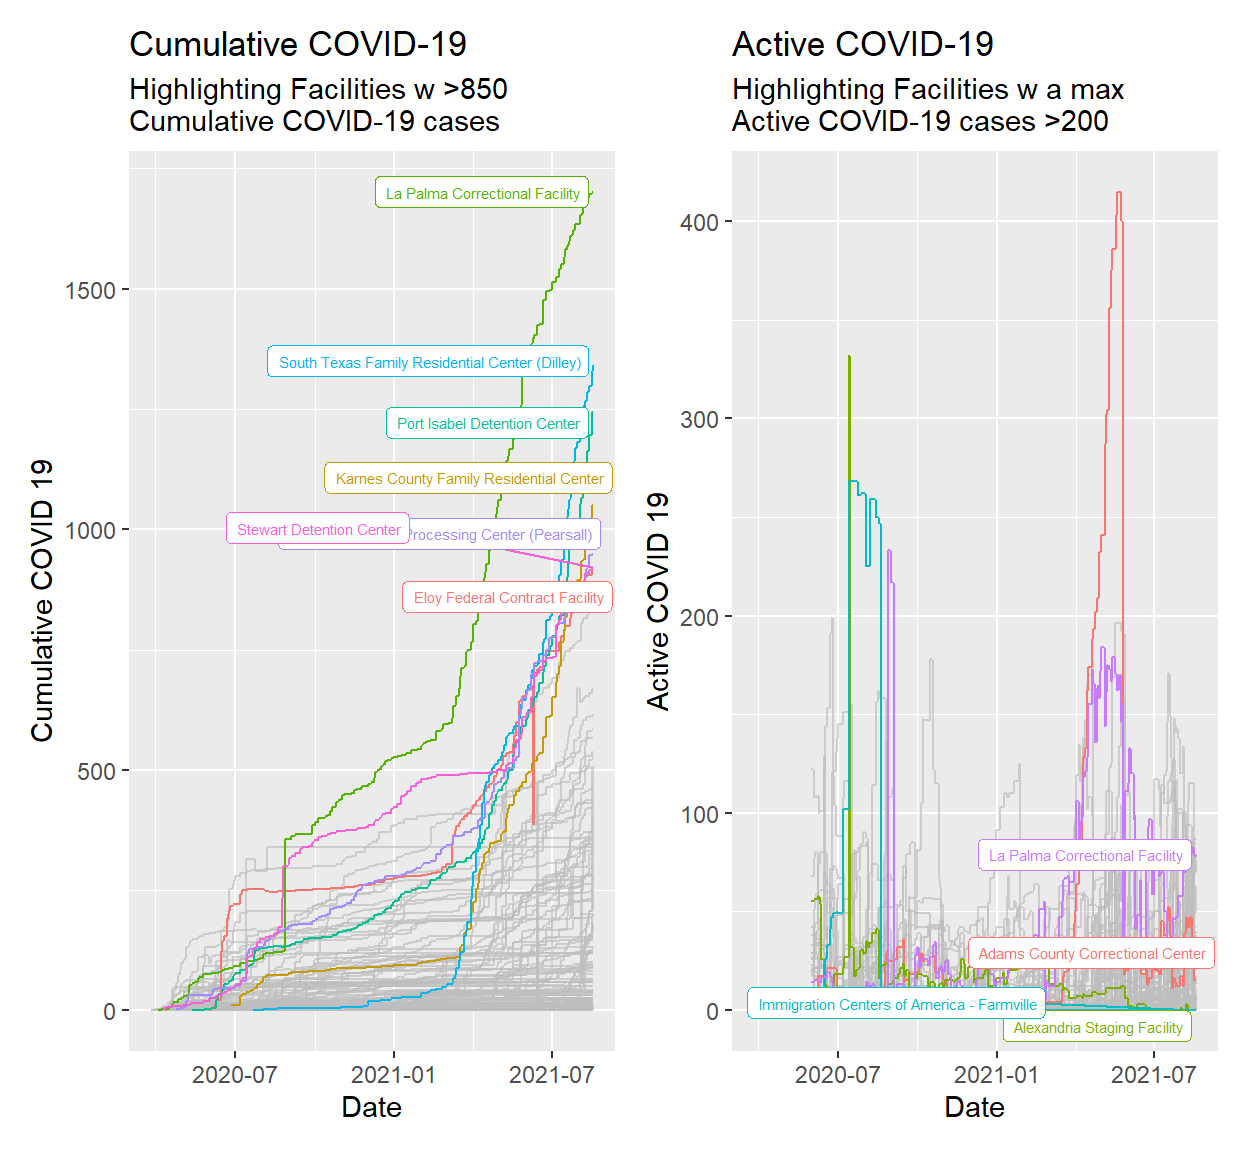 Cumulative COVID-19
Highlighting Facilities w >850
Cumulative COVID-19 cases
Cumulative COVID 19
1500
1000
500
0
La Palma Correctional Facility
South Texas Family Residential Center (Dilley)
Port Isabel Detention Center
Karnes County Family Residential Center
Stewart Detention Center
Processing Center (Pearsall)
Eloy Federal Contract Facility
2020-07
2021-01
2021-07
Date
Active COVID-19
Highlighting Facilities w a max
Active COVID-19 cases >200
Active COVID 19
400
300
200
100
0
La Palma Correctional Facility
Adams County Correctional Center
Immigration Centers of America - Farmville
Alexandria Staging Facility
2020-07
2021-01
2021-07
Date